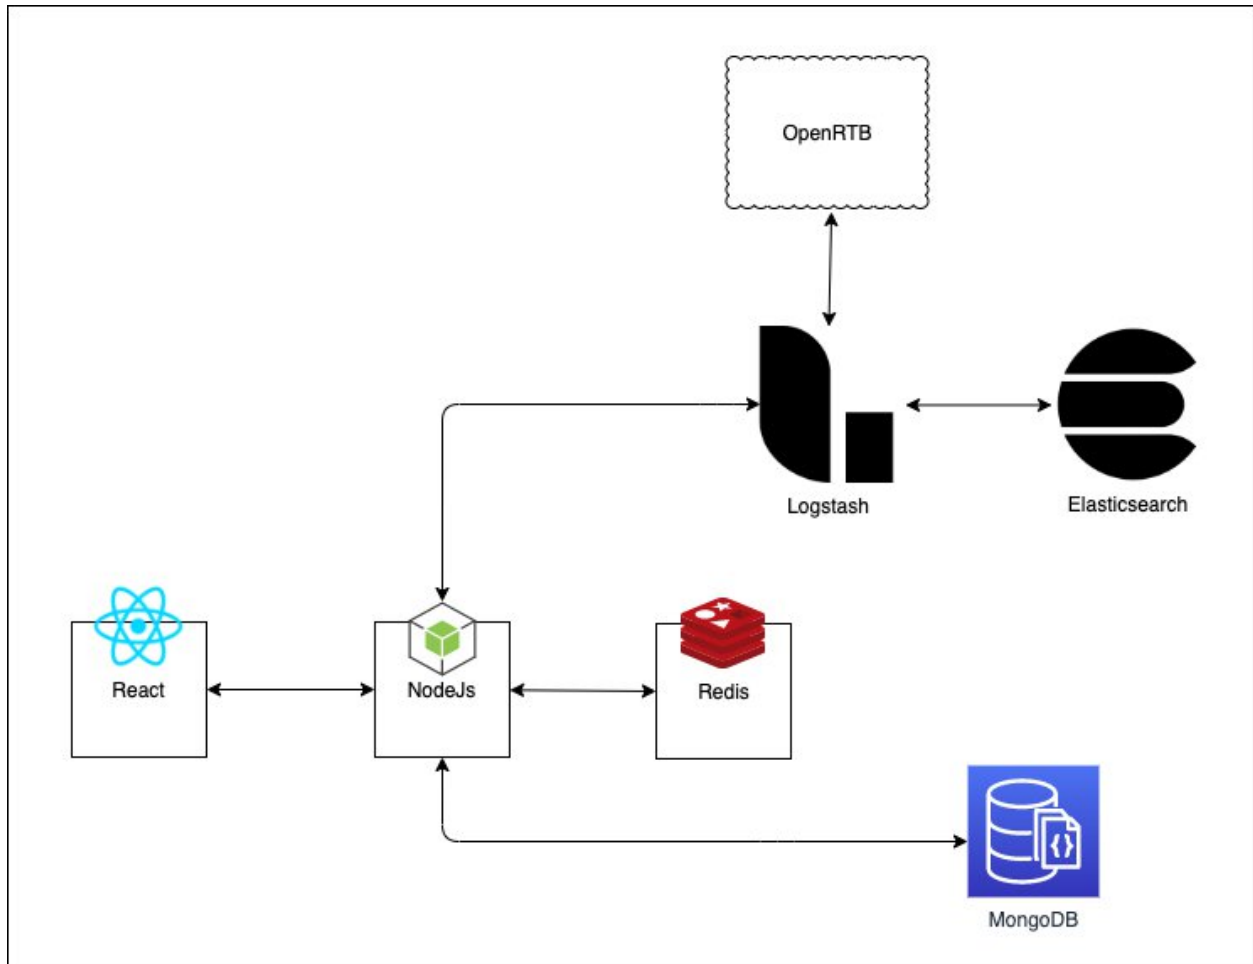 OpenRTB
Logstash
Elasticsearch
React
NodeJs
Redis
MongoDB